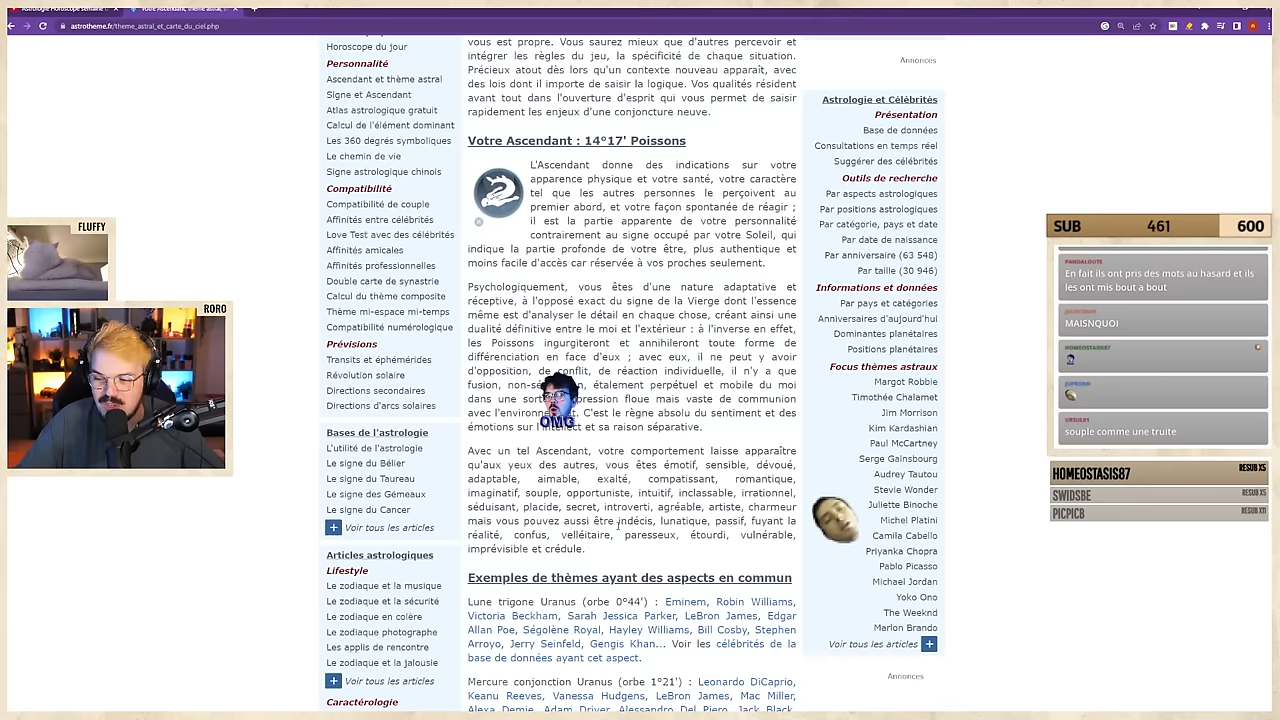 astrotheme.fr/theme_astral_et_carte_du_ciel.php
Horoscope du jour
Personnalité
Ascendant et thème astral
Signe et Ascendant
Atlas astrologique gratuit
Calcul de l'élément dominant
Les 360 degrés symboliques
Le chemin de vie
Signe astrologique chinois
Compatibilité
Compatibilité de couple
Affinités entre célébrités
Love Test avec des célébrités
Affinités amicales
Affinités professionnelles
Double carte de synastrie
Calcul du thème composite
Thème mi-espace mi-temps
Compatibilité numérologique
Prévisions
Transits et éphémérides
Révolution solaire
Directions secondaires
Directions d'arcs solaires
Bases de l'astrologie
L'utilité de l'astrologie
Le signe du Bélier
Le signe du Taureau
Le signe des Gémeaux
Le signe du Cancer
Voir tous les articles
Articles astrologiques
Lifestyle
Le zodiaque et la musique
Le zodiaque et la sécurité
Le zodiaque en colère
Le zodiaque photographe
Les applis de rencontre
Le zodiaque et la jalousie
Voir tous les articles
Caractérologie
vous est propre. Vous saurez mieux que d'autres percevoir et
intégrer les règles du jeu, la spécificité de chaque situation.
Précieux atout dès lors qu'un contexte nouveau apparaît, avec
des lois dont il importe de saisir la logique. Vos qualités résident
avant tout dans l'ouverture d'esprit qui vous permet de saisir
rapidement les enjeux d'une conjoncture neuve.
Votre Ascendant : 14°17' Poissons
L'Ascendant donne des indications sur votre
apparence physique et votre santé, votre caractère
tel que les autres personnes le perçoivent au
premier abord, et votre façon spontanée de réagir ;
il est la partie apparente de votre personnalité
contrairement au signe occupé par votre Soleil, qui
indique la partie profonde de votre être, plus authentique et
moins facile d'accès car réservée à vos proches seulement.
Psychologiquement, vous êtes d'une nature adaptative et
réceptive, à l'opposé exact du signe de la Vierge dont l'essence
même est d'analyser le détail en chaque chose, créant ainsi une
dualité définitive entre le moi et l'extérieur : à l'inverse en effet,
les Poissons ingurgiteront et annihileront toute forme de
différenciation en face d'eux ; avec eux, il ne peut y avoir
d'opposition, de conflit, de réaction individuelle, il n'y a que
fusion, étalement perpétuel et mobile du moi
dans une floue mais vaste de communion
avec C'est le règne absolu du sentiment et des
émotions sur l'intellect et sa raison séparative.
Avec un tel Ascendant, votre comportement laisse apparaître
qu'aux yeux des autres, vous êtes émotif, sensible, dévoué,
adaptable, aimable, exalté, compatissant, romantique,
imaginatif, souple, opportuniste, intuitif, inclassable, irrationnel,
séduisant, placide, secret, introverti, agréable, artiste, charmeur
mais vous pouvez aussi être indécis, lunatique, passif, fuyant la
réalité, confus, velléitaire, paresseux, étourdi, vulnérable,
imprévisible et crédule.
OMG
Exemples de thèmes ayant des aspects en commun
Lune trigone Uranus (orbe 0°44') : Eminem, Robin Williams,
Victoria Beckham, Sarah Jessica Parker, LeBron James, Edgar
Allan Poe, Ségolène Royal, Hayley Williams, Bill Cosby, Stephen
Arroyo, Jerry Seinfeld, Gengis Khan... Voir les célébrités de la
base de données ayant cet aspect.
Mercure conjonction Uranus (orbe 1°21') : Leonardo DiCaprio,
Keanu Reeves, Vanessa Hudgens, LeBron James, Mac Miller,
Alexa Demie, Adam Driver, Alessandro Del Piero, Jack Black,
Annonces
Astrologie et Célébrités
Présentation
Base de données
Consultations en temps réel
Suggérer des célébrités
Outils de recherche
Par aspects astrologiques
Par positions astrologiques
Par catégorie, pays et date
Par date de naissance
Par anniversaire (63 548)
Par taille (30 946)
Informations et données
Par pays et catégories
Anniversaires d'aujourd'hui
Dominantes planétaires
Positions planétaires
Focus thèmes astraux
Margot Robbie
Timothée Chalamet
Jim Morrison
Kim Kardashian
Paul McCartney
Serge Gainsbourg
Audrey Tautou
Stevie Wonder
Juliette Binoche
Michel Platini
Camila Cabello
Priyanka Chopra
Pablo Picasso
Michael Jordan
Yoko Ono
The Weeknd
Marlon Brando
Voir tous les articles
Annonces
FLUFFY
RORO
SUB 461 600
PANDALOUTE
En fait ils ont pris des mots au hasard et ils
les ont mis bout a bout
MAISNQUOI
HOMEOSTASIS87
URSUL81
souple comme une truite
HOMEOSTASIS87 RESUB X5
SWIDSBE RESUB X5
PICPICB RESUB X11